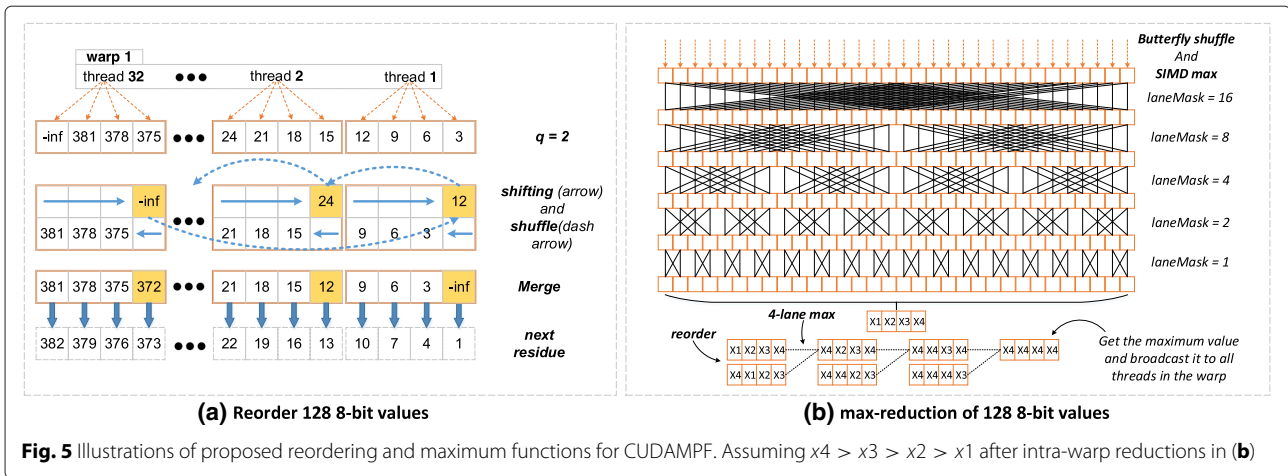 warp 1
thread 32 ●●● thread 2 thread 1
-inf 381 378 375 ●●● 24 21 18 15 12 9 6 3 q = 2
-inf 24 12
●●●
381 378 375 21 18 15 9 6 3
shifting (arrow)
and
shuffle(dash
arrow)
381 378 375 372 ●●● 21 18 15 12 9 6 3 -inf Merge
382 379 376 373 ●●● 22 19 16 13 10 7 4 1
next
residue
(a) Reorder 128 8-bit values
Butterfly shuffle
And
SIMD max
laneMask = 16
laneMask = 8
laneMask = 4
laneMask = 2
laneMask = 1
X1 X2 X3 X4
4-lane max
reorder
X1 X2 X3 X4 X4 X2 X3 X4 X4 X4 X3 X4 X4 X4 X4 X4
X4 X1 X2 X3 X4 X4 X2 X3 X4 X4 X4 X3
Get the maximum value
and broadcast it to all
threads in the warp
(b) max-reduction of 128 8-bit values
Fig. 5 Illustrations of proposed reordering and maximum functions for CUDAMPF. Assuming x4 > x3 > x2 > x1 after intra-warp reductions in (b)